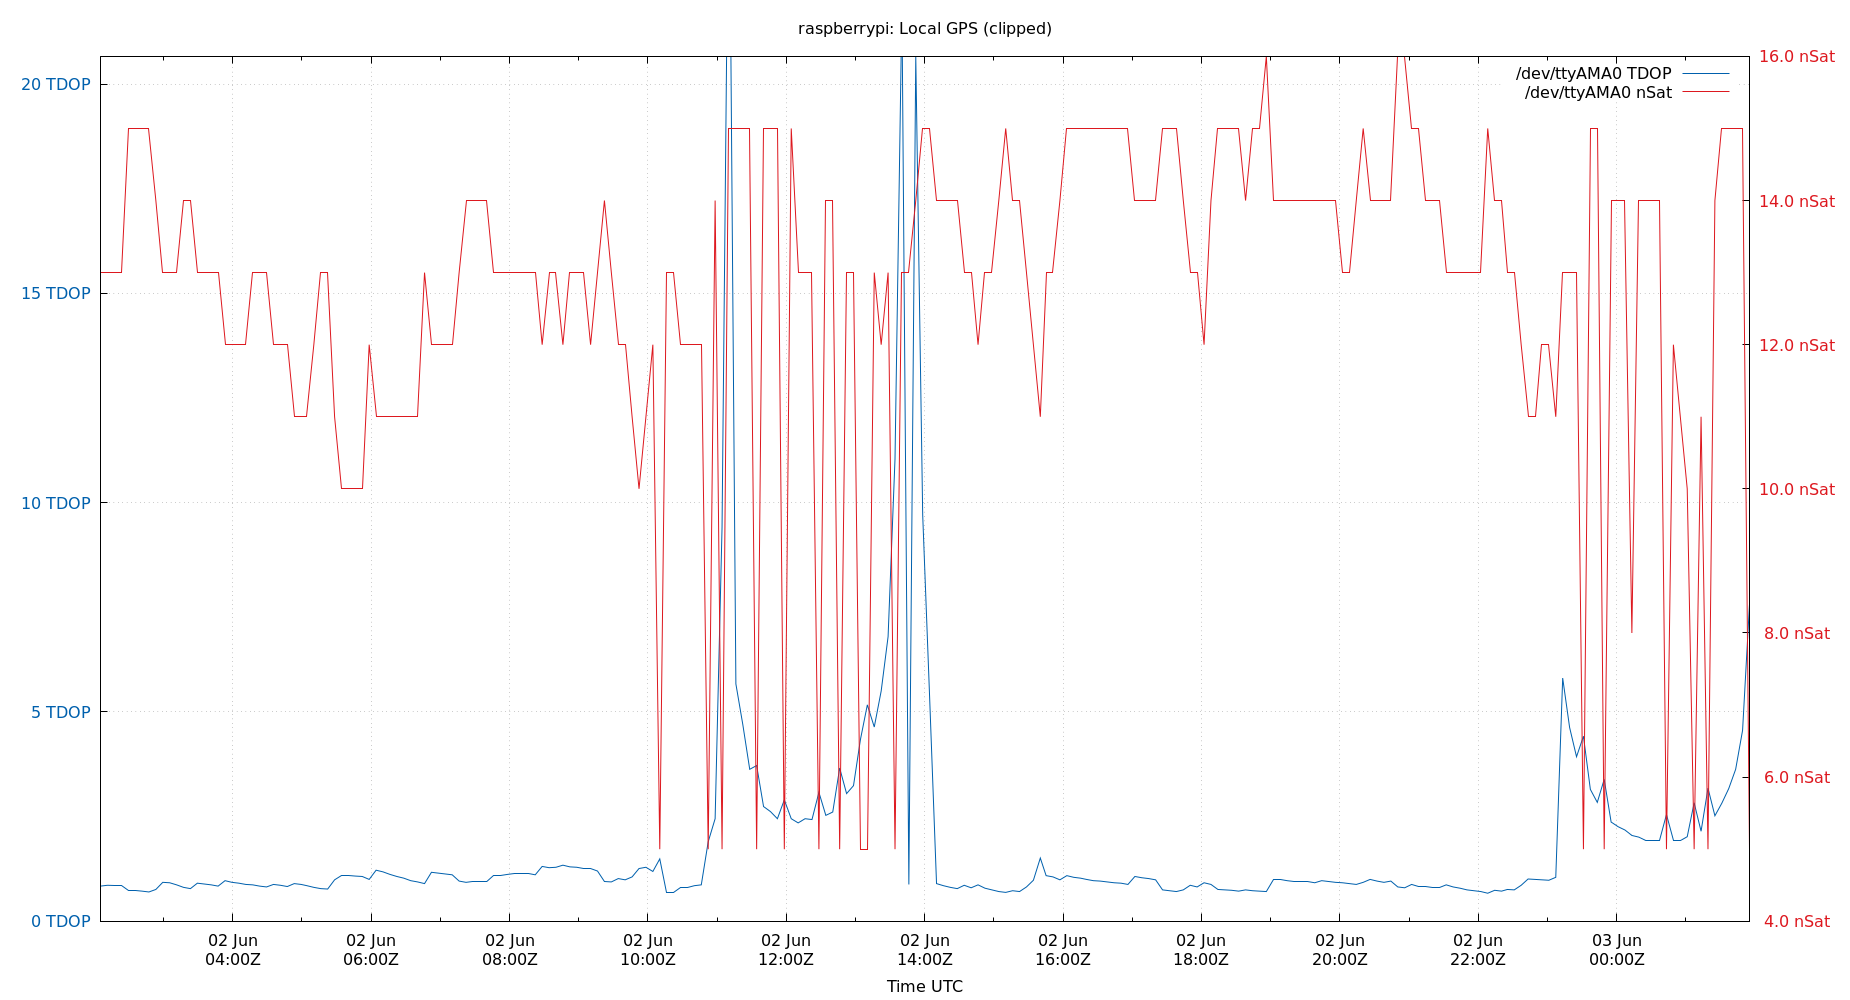 raspberrypi: Local GPS (clipped)
20 TDOP
15 TDOP
10 TDOP
5 TDOP
0 TDOP
/dev/ttyAMA0 TDOP
/dev/ttyAMA0 nSat
16.0 nSat
14.0 nSat
12.0 nSat
10.0 nSat
8.0 nSat
6.0 nSat
4.0 nSat
02 Jun
04:00Z
02 Jun
06:00Z
02 Jun
08:00Z
02 Jun
10:00Z
02 Jun
12:00Z
02 Jun
14:00Z
02 Jun
16:00Z
02 Jun
18:00Z
02 Jun
20:00Z
02 Jun
22:00Z
03 Jun
00:00Z
Time UTC